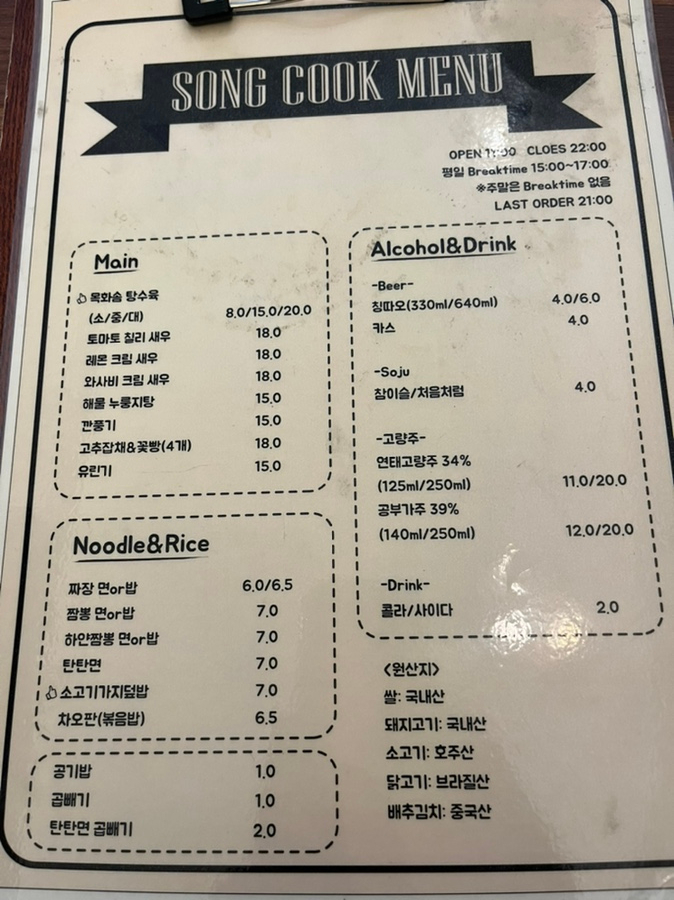 SONG COOK MENU
OPEN 11:00 CLOES 22:00
평일 Breaktime 15:00~17:00
※주말은 Breaktime 없음
LAST ORDER 21:00
Main
목화솜 탕수육
(소/중/대) 8.0/15.0/20.0
토마토 칠리 새우 18.0
레몬 크림 새우 18.0
와사비 크림 새우 18.0
해물 누룽지탕 15.0
깐풍기 15.0
고추잡채&꽃빵(4개) 18.0
유린기 15.0
Noodle&Rice
짜장 면or밥 6.0/6.5
짬뽕 면or밥 7.0
하얀짬뽕 면or밥 7.0
탄탄면 7.0
소고기가지덮밥 7.0
차오판(볶음밥) 6.5
공기밥 1.0
곱빼기 1.0
탄탄면 곱빼기 2.0
Alcohol&Drink
-Beer-
칭따오(330ml/640ml) 4.0/6.0
카스 4.0
-Soju
참이슬/처음처럼 4.0
-고량주-
연태고량주 34%
(125ml/250ml) 11.0/20.0
공부가주 39%
(140ml/250ml) 12.0/20.0
-Drink-
콜라/사이다 2.0
<원산지>
쌀: 국내산
돼지고기: 국내산
소고기: 호주산
닭고기: 브라질산
배추김치: 중국산